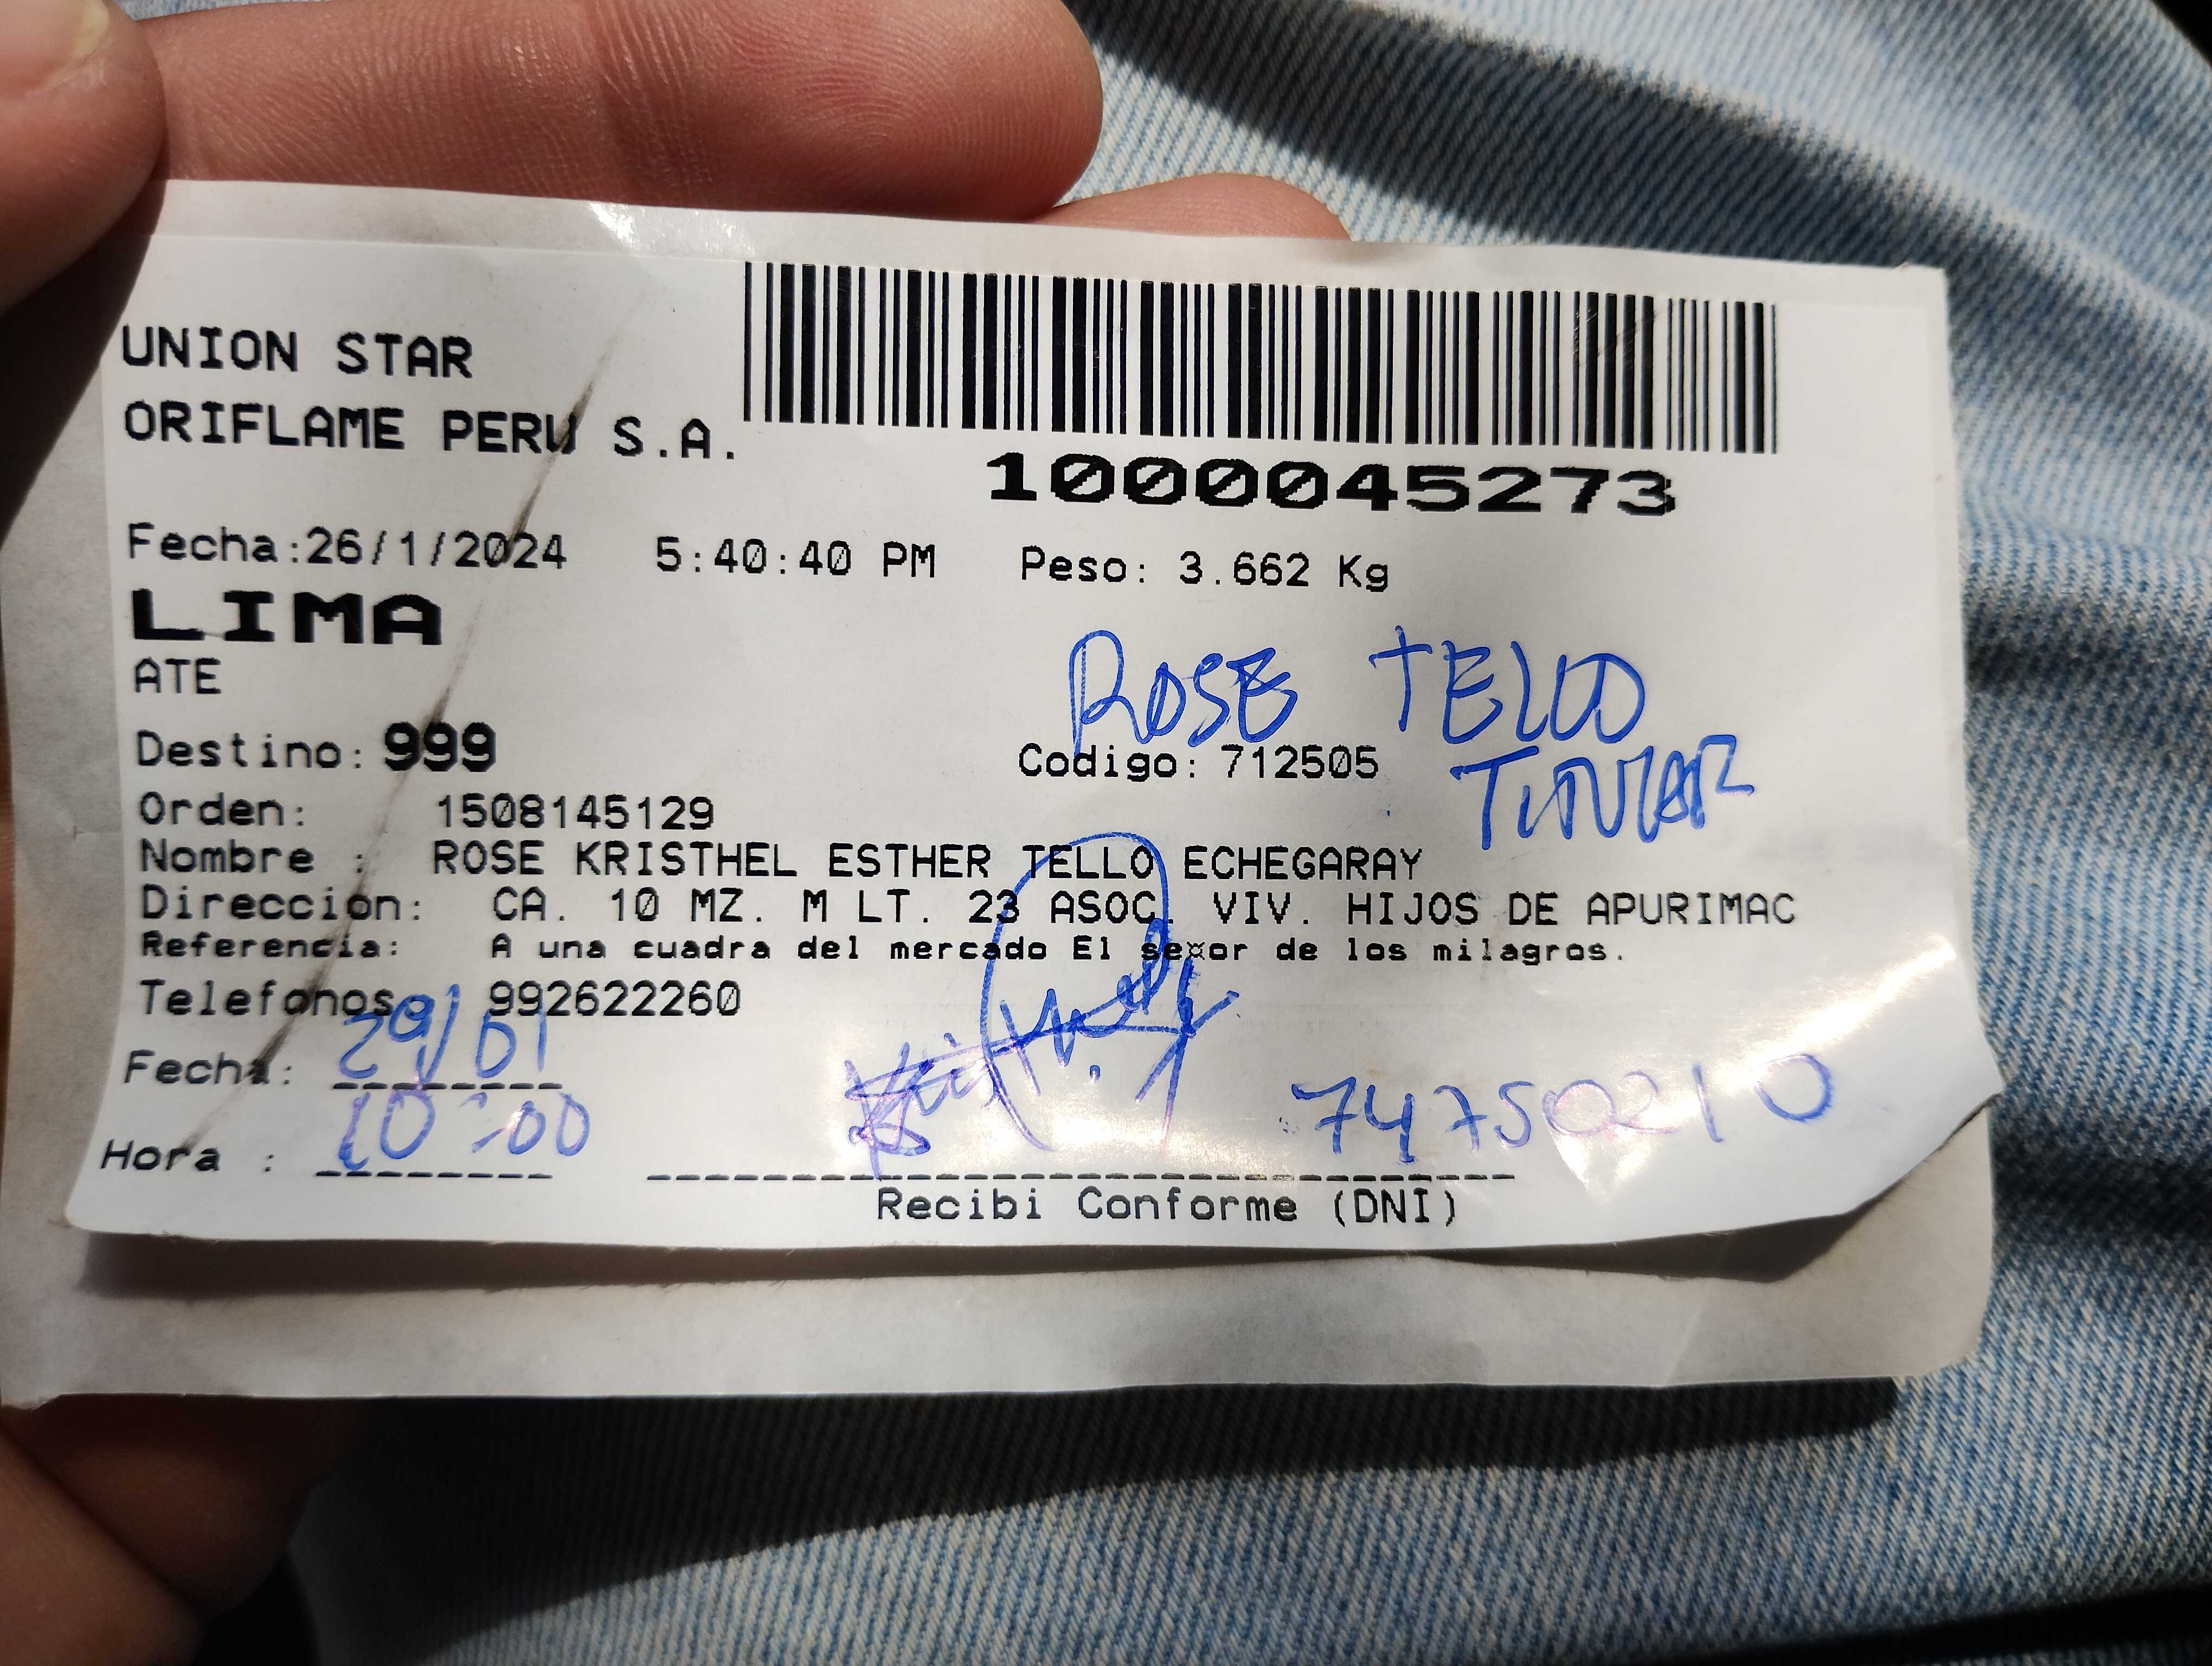 UNION STAR
ORIFLAME PERU S.A.
1000045273
Fecha:26/1/2024 5:40:40 PM Peso: 3.662 Kg
LIMA
ATE
ROSE TELLO
Destino: 999 Codigo: 712505
Orden: 1508145129
Nombre : ROSE KRISTHEL ESTHER TELLO ECHEGARAY
Direccion: CA. 10 MZ. M LT. 23 ASOC. VIV. HIJOS DE APURIMAC
Referencia: A una cuadra del mercado El se¤or de los milagros.
Telefonos: 992622260
Fecha: 29/01
Hora : 10:00
74750210
Recibi Conforme (DNI)